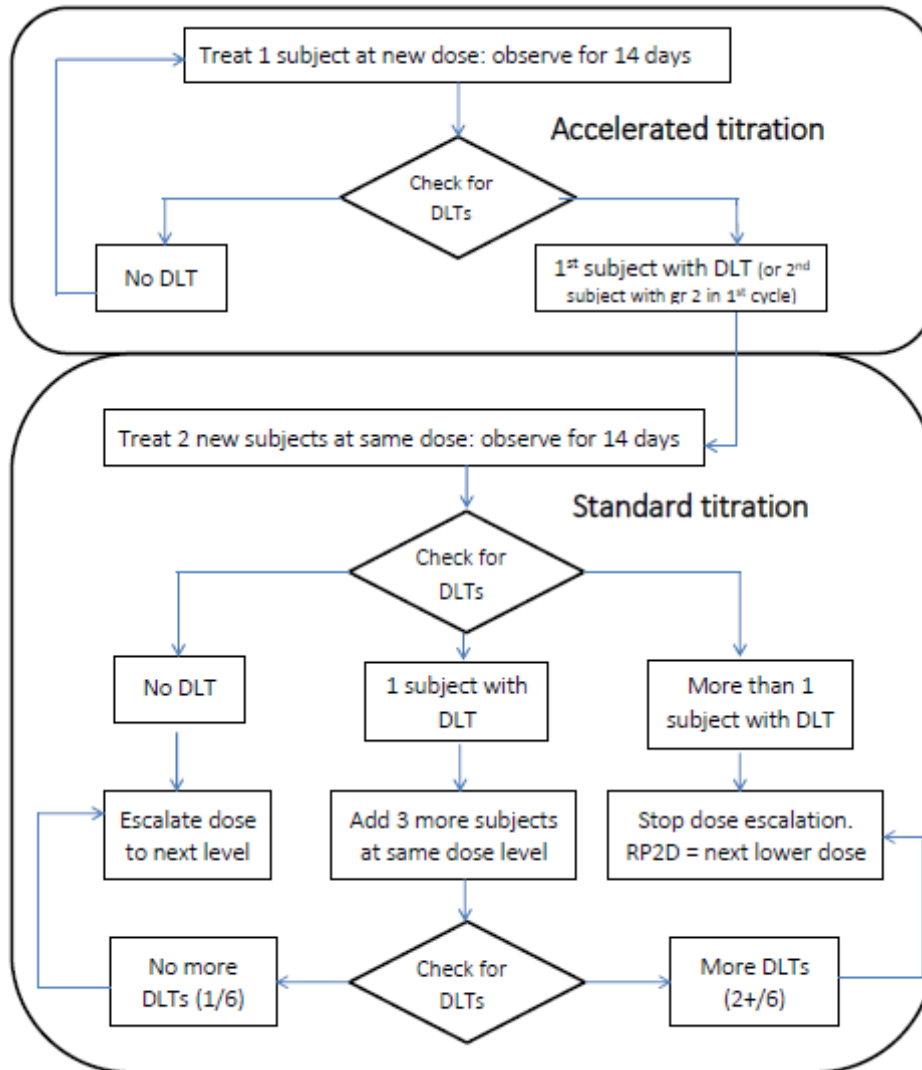 Treat 1 subject at new dose: observe for 14 days
Accelerated titration
Check for
DLTs
No DLT
1st subject with DLT (or 2nd
subject with gr 2 in 1st cycle)
Treat 2 new subjects at same dose: observe for 14 days
Standard titration
Check for
DLTs
No DLT
1 subject with
DLT
More than 1
subject with DLT
Escalate dose
to next level
Add 3 more subjects
at same dose level
Stop dose escalation.
RP2D = next lower dose
No more
DLTs (1/6)
Check for
DLTs
More DLTs
(2+/6)